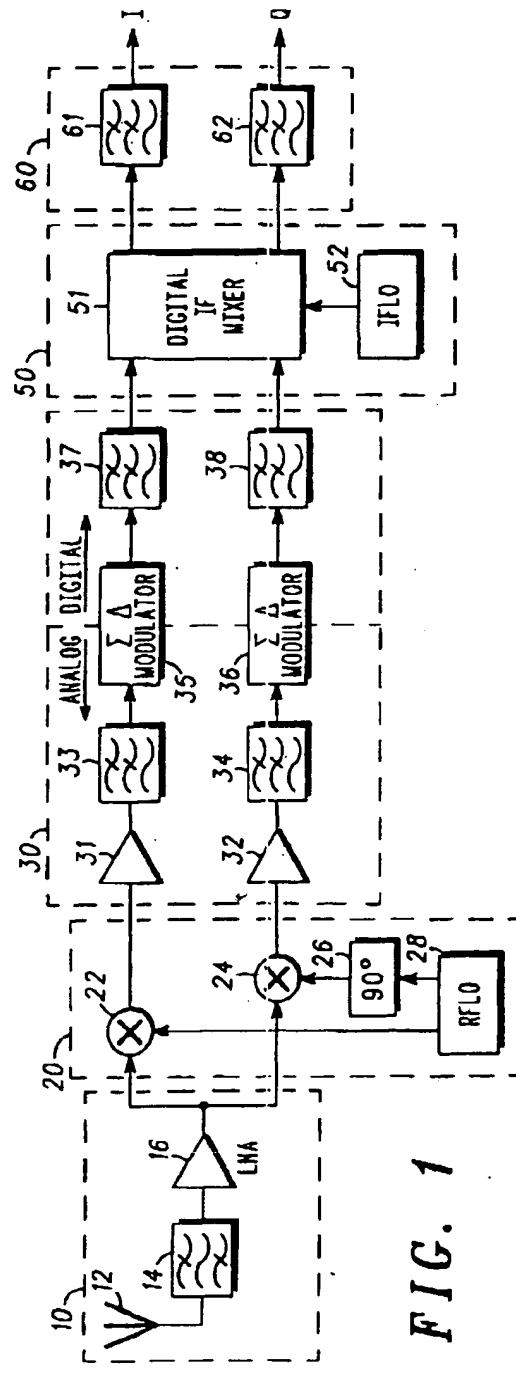 10
12
14
16
LNA
20
22
24
26
90°
28
RFLO
30
31
32
33
34
ANALOG DIGITAL
Σ Δ
MODULATOR
35
Σ Δ
MODULATOR
36
37
38
50
51
DIGITAL
IF
MIXER
52
IFLO
60
61
62
I
Q
FIG. 1